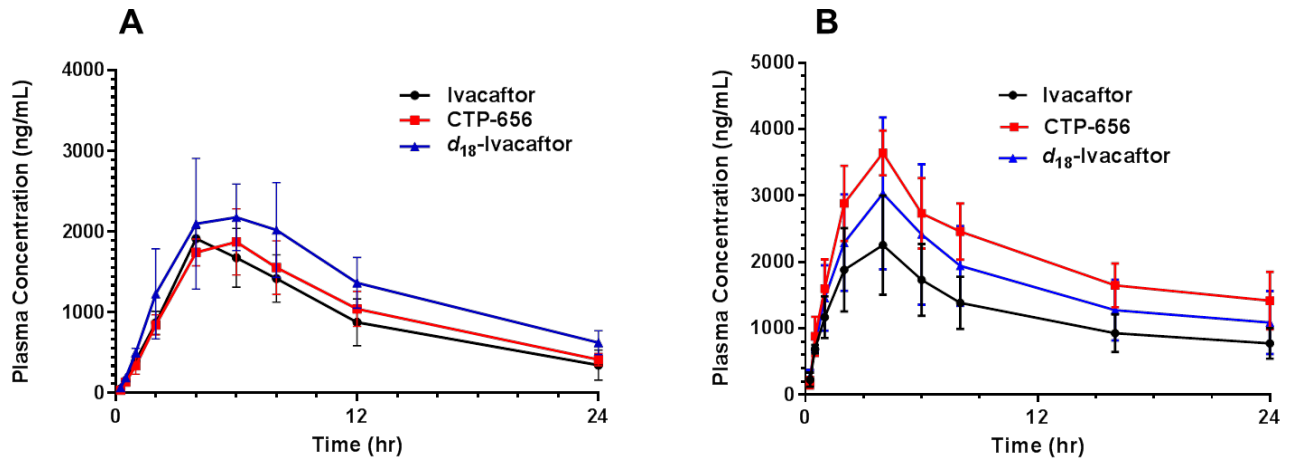 A
Plasma Concentration (ng/mL)
4000
3000
2000
1000
0
Ivacaftor
CTP-656
d18-Ivacaftor
0
12
24
Time (hr)
B
Plasma Concentration (ng/mL)
5000
4000
3000
2000
1000
0
Ivacaftor
CTP-656
d18-Ivacaftor
0
12
24
Time (hr)